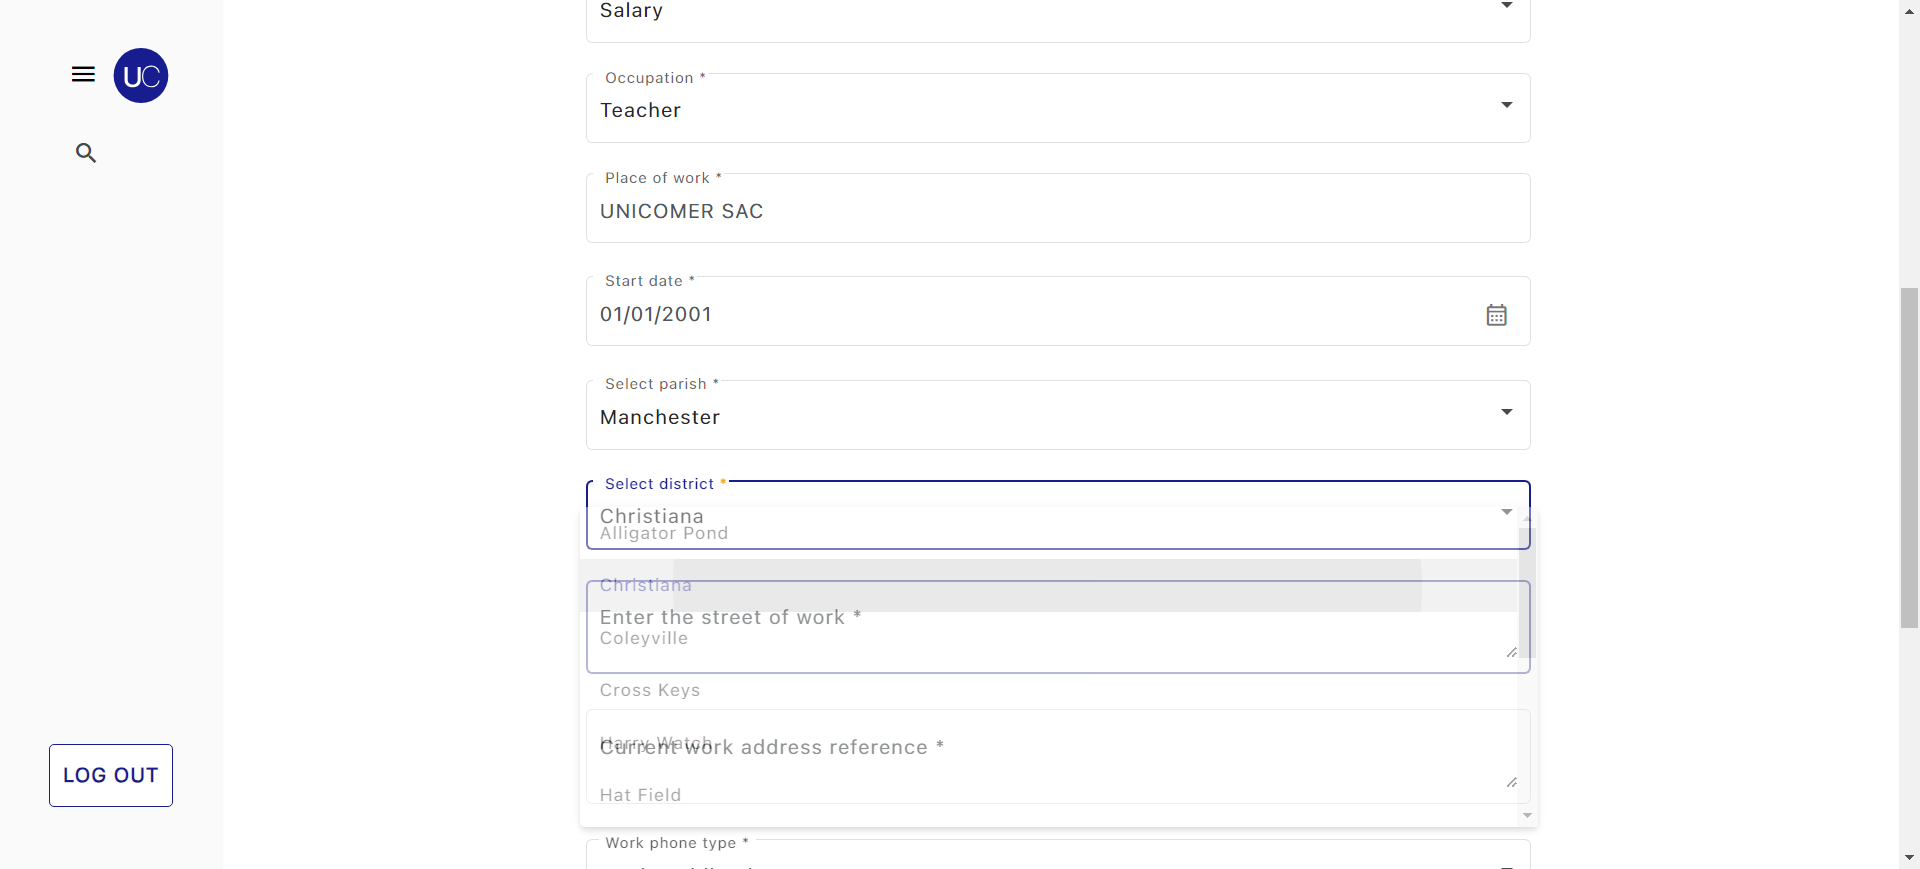 Salary
UC
Occupation *
Teacher
Place of work *
UNICOMER SAC
Start date *
01/01/2001
Select parish *
Manchester
Select district *
Christiana
Alligator Pond
Christiana
Enter the street of work *
Coleyville
Cross Keys
Harry Watch
Current work address reference *
Hat Field
LOG OUT
Work phone type *